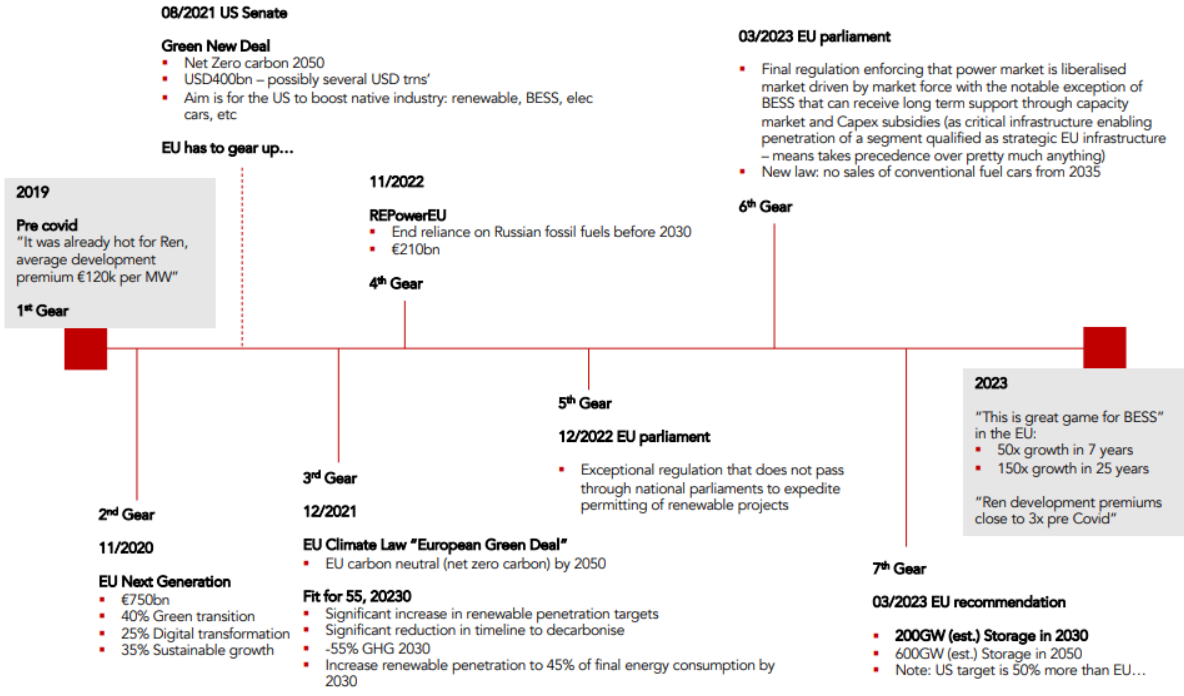 08/2021 US Senate
Green New Deal
▪ Net Zero carbon 2050
▪ USD400bn – possibly several USD trns’
▪ Aim is for the US to boost native industry: renewable, BESS, elec
cars, etc
EU has to gear up…
03/2023 EU parliament
▪ Final regulation enforcing that power market is liberalised
market driven by market force with the notable exception of
BESS that can receive long term support through capacity
market and Capex subsidies (as critical infrastructure enabling
penetration of a segment qualified as strategic EU infrastructure
– means takes precedence over pretty much anything)
▪ New law: no sales of conventional fuel cars from 2035
6th Gear
2019
Pre covid
“It was already hot for Ren,
average development
premium €120k per MW”
1st Gear
11/2022
REPowerEU
▪ End reliance on Russian fossil fuels before 2030
▪ €210bn
4th Gear
2nd Gear
11/2020
EU Next Generation
▪ €750bn
▪ 40% Green transition
▪ 25% Digital transformation
▪ 35% Sustainable growth
3rd Gear
12/2021
EU Climate Law “European Green Deal”
▪ EU carbon neutral (net zero carbon) by 2050
Fit for 55, 20230
▪ Significant increase in renewable penetration targets
▪ Significant reduction in timeline to decarbonise
▪ -55% GHG 2030
▪ Increase renewable penetration to 45% of final energy consumption by
2030
5th Gear
12/2022 EU parliament
▪ Exceptional regulation that does not pass
through national parliaments to expedite
permitting of renewable projects
2023
“This is great game for BESS”
in the EU:
▪ 50x growth in 7 years
▪ 150x growth in 25 years
“Ren development premiums
close to 3x pre Covid”
7th Gear
03/2023 EU recommendation
▪ 200GW (est.) Storage in 2030
▪ 600GW (est.) Storage in 2050
▪ Note: US target is 50% more than EU…